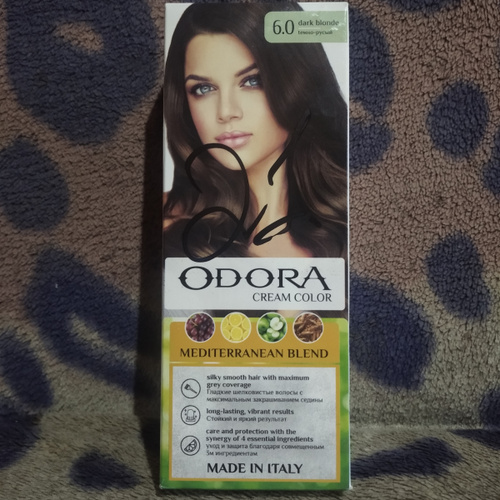 6.0 dark blonde
темно-русый
ODORA
CREAM COLOR
MEDITERRANEAN BLEND
silky smooth hair with maximum
grey coverage
Гладкие шелковистые волосы с
максимальным закрашиванием седины
long-lasting, vibrant results
Стойкий и яркий результат
care and protection with the
synergy of 4 essential ingredients
уход и защита благодаря совмещенным
5м ингредиентам
MADE IN ITALY